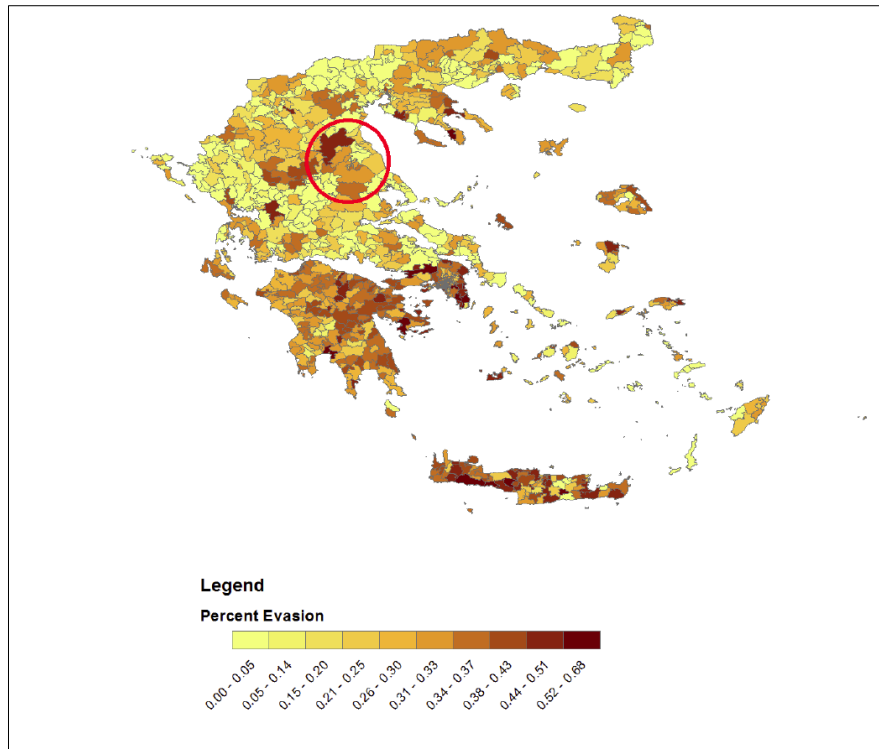 Legend
Percent Evasion
0.00 - 0.05
0.05 - 0.14
0.15 - 0.20
0.21 - 0.25
0.26 - 0.30
0.31 - 0.33
0.34 - 0.37
0.38 - 0.43
0.44 - 0.51
0.52 - 0.68